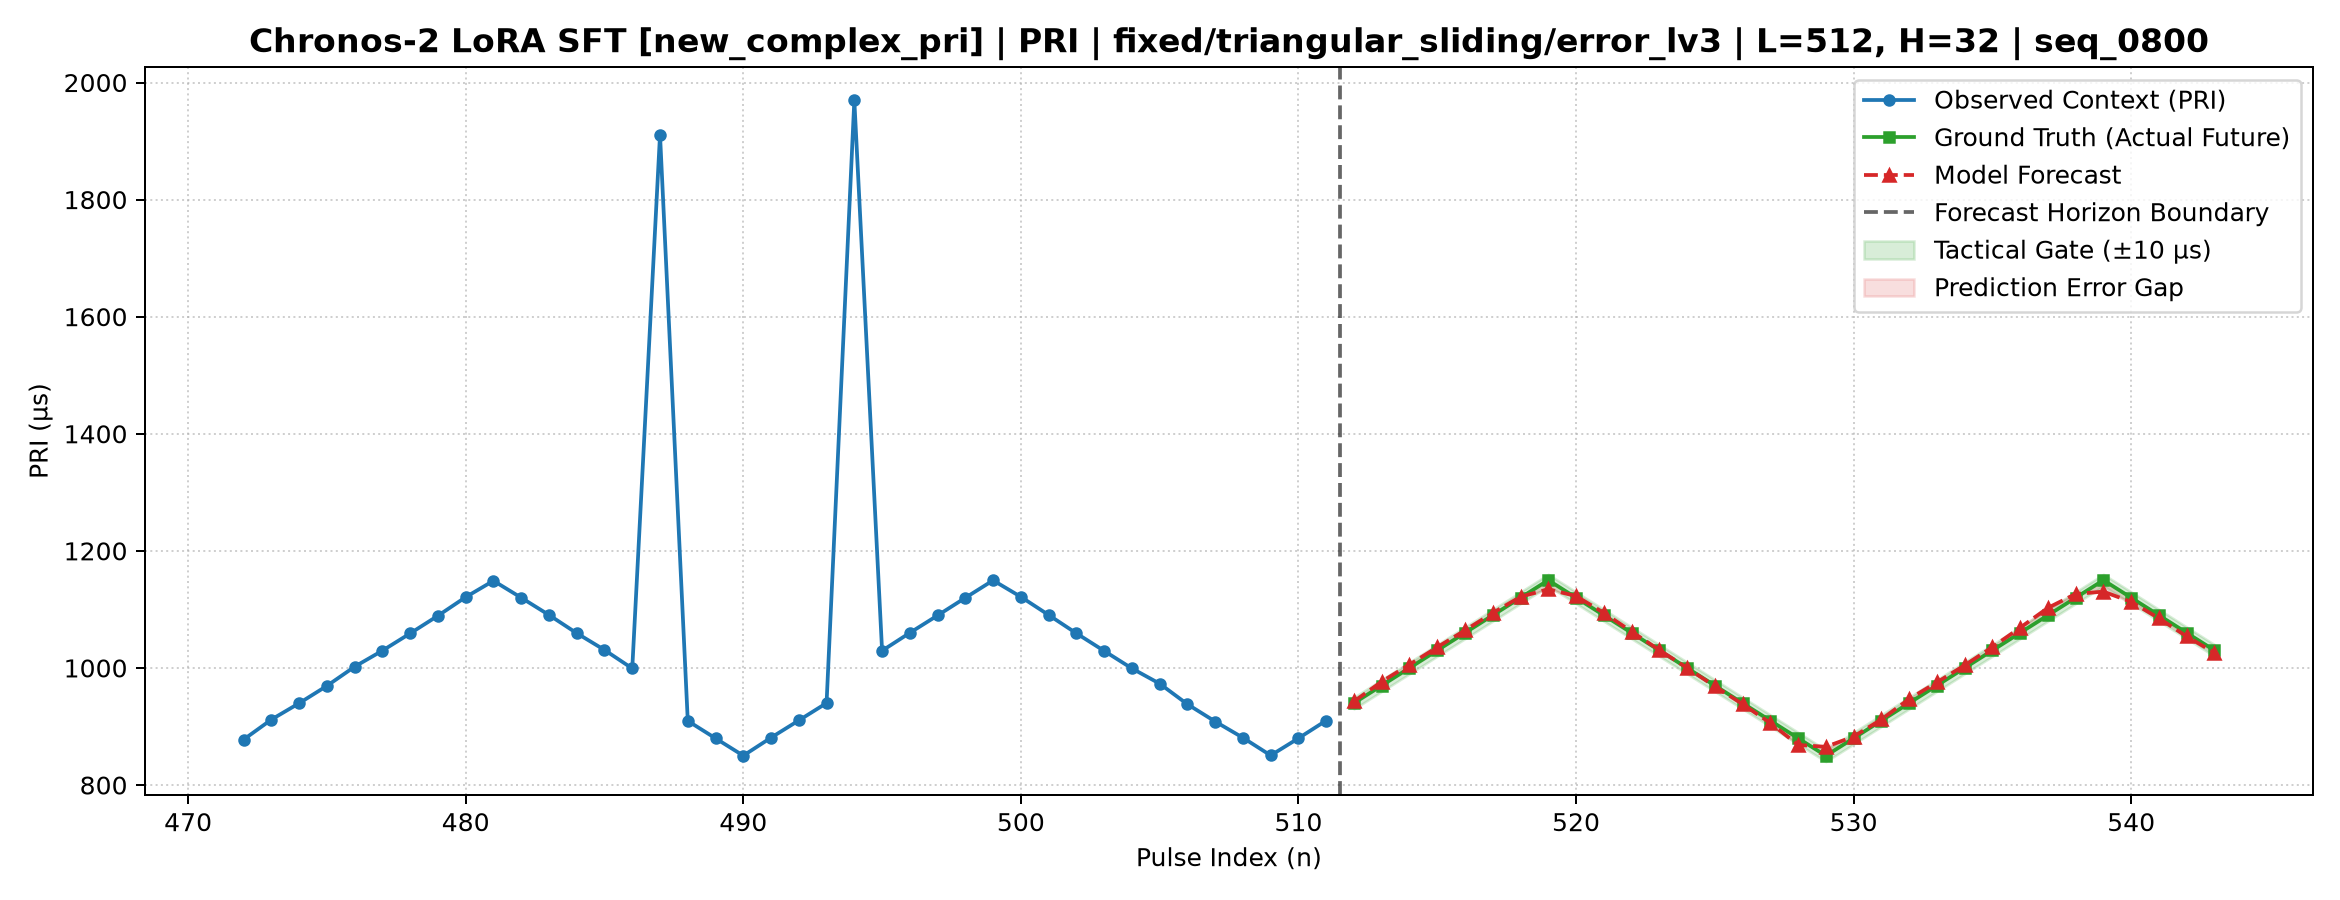 Chronos-2 LoRA SFT [new_complex_pri] | PRI | fixed/triangular_sliding/error_lv3 | L=512, H=32 | seq_0800
PRI (µs)
2000
1800
1600
1400
1200
1000
800
Observed Context (PRI)
Ground Truth (Actual Future)
Model Forecast
Forecast Horizon Boundary
Tactical Gate (±10 µs)
Prediction Error Gap
470 480 490 500 510 520 530 540
Pulse Index (n)